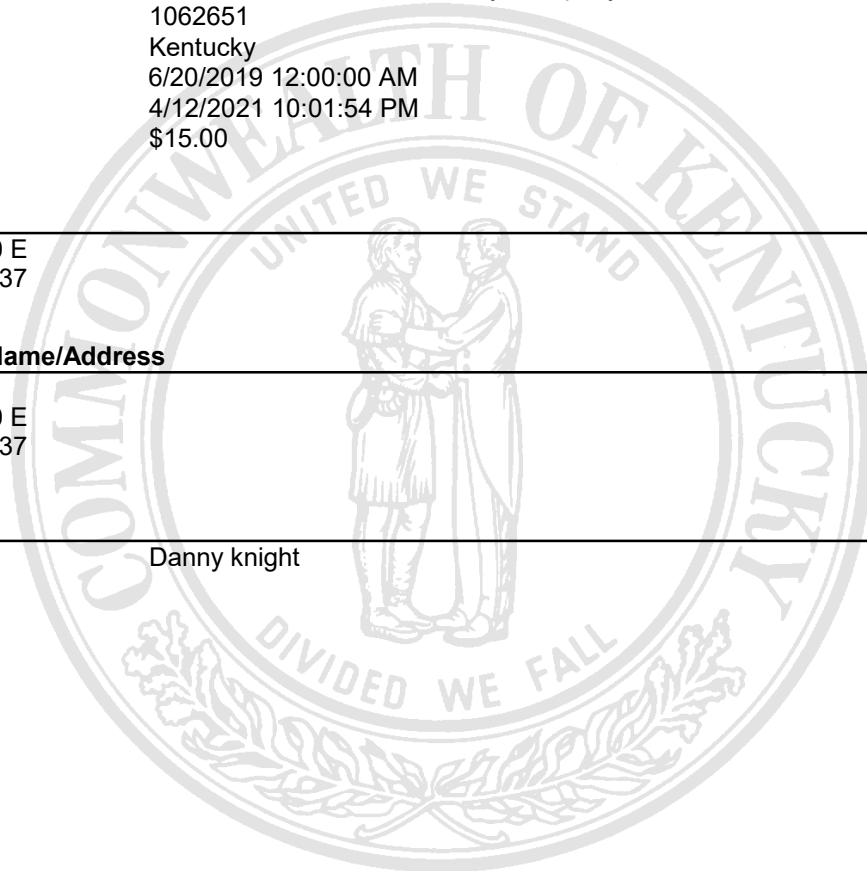 1062651
Kentucky
6/20/2019 12:00:00 AM
4/12/2021 10:01:54 PM
$15.00
COMMONWEALTH OF KENTUCKY
UNITED WE STAND
E
37
Name/Address
E
37
Danny knight
DIVIDED WE FALL